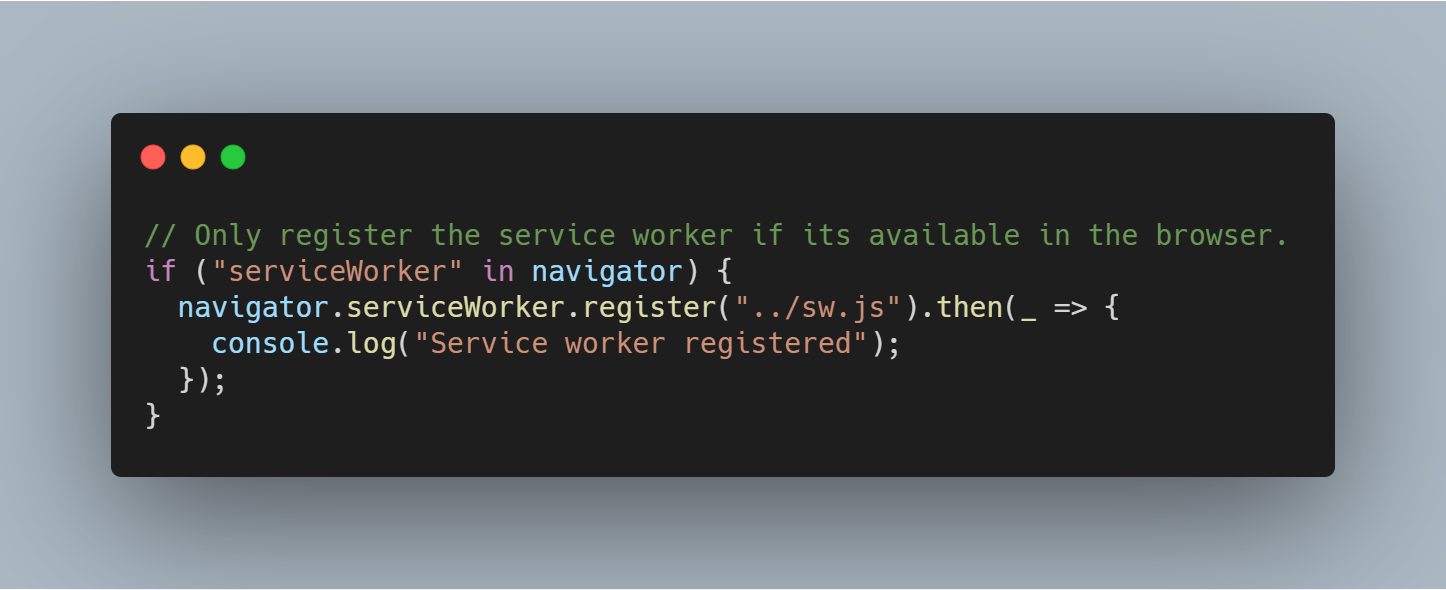 // Only register the service worker if its available in the browser.
if ("serviceWorker" in navigator) {
  navigator.serviceWorker.register("../sw.js").then(_ => {
    console.log("Service worker registered");
  });
}